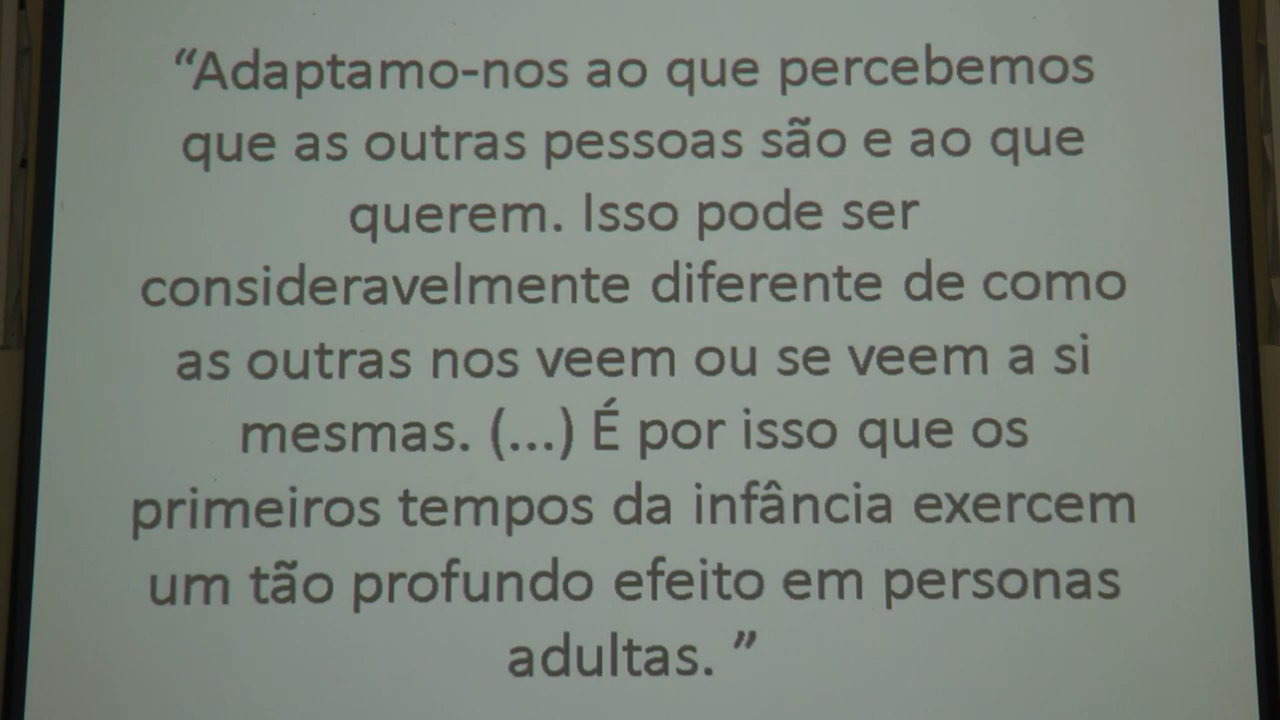 “Adaptamo-nos ao que percebemos
que as outras pessoas são e ao que
querem. Isso pode ser
consideravelmente diferente de como
as outras nos veem ou se veem a si
mesmas. (...) É por isso que os
primeiros tempos da infância exercem
um tão profundo efeito em personas
adultas. ”